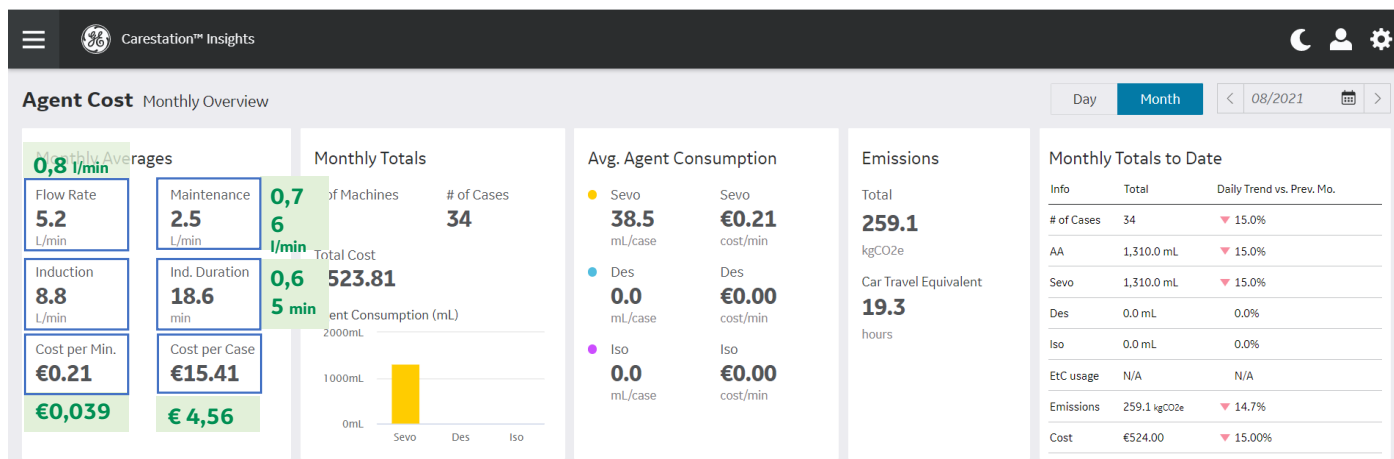 Carestation™ Insights
Agent Cost Monthly Overview
Day Month 08/2021
Monthly Averages
0,8 l/min
Flow Rate
5.2
L/min
Maintenance
2.5
L/min
0,7
6
l/min
Induction
8.8
L/min
Ind. Duration
18.6
min
0,6
5 min
Cost per Min.
€0.21
Cost per Case
€15.41
€0,039
€ 4,56
Monthly Totals
of Machines
# of Cases
34
Total Cost
523.81
ent Consumption (mL)
2000mL
1000mL
0mL
Sevo Des Iso
Avg. Agent Consumption
Sevo
38.5
mL/case
Sevo
€0.21
cost/min
Des
0.0
mL/case
Des
€0.00
cost/min
Iso
0.0
mL/case
Iso
€0.00
cost/min
Emissions
Total
259.1
kgCO2e
Car Travel Equivalent
19.3
hours
Monthly Totals to Date
Info Total Daily Trend vs. Prev. Mo.
# of Cases 34 ▼ 15.0%
AA 1,310.0 mL ▼ 15.0%
Sevo 1,310.0 mL ▼ 15.0%
Des 0.0 mL 0.0%
Iso 0.0 mL 0.0%
EtC usage N/A N/A
Emissions 259.1 kgCO2e ▼ 14.7%
Cost €524.00 ▼ 15.00%